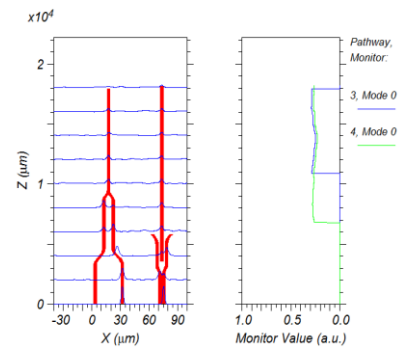 x10⁴
Pathway,
Monitor:
2
3, Mode 0
4, Mode 0
Z (μm)
1
0
-30 0 30 60 90
1.0 0.5 0.0
X (μm)
Monitor Value (a.u.)